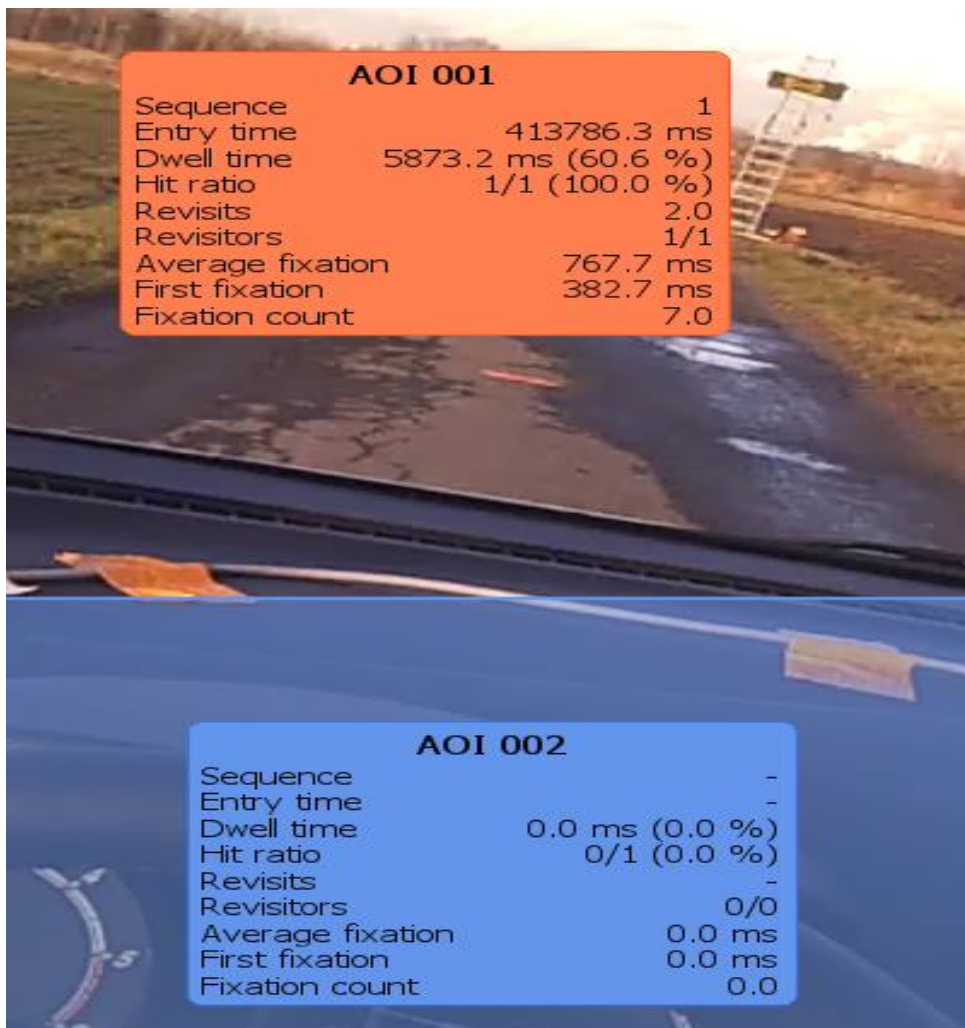 AOI 001
Sequence 1
Entry time 413786.3 ms
Dwell time 5873.2 ms (60.6 %)
Hit ratio 1/1 (100.0 %)
Revisits 2.0
Revisitors 1/1
Average fixation 767.7 ms
First fixation 382.7 ms
Fixation count 7.0
AOI 002
Sequence -
Entry time -
Dwell time 0.0 ms (0.0 %)
Hit ratio 0/1 (0.0 %)
Revisits -
Revisitors 0/0
Average fixation 0.0 ms
First fixation 0.0 ms
Fixation count 0.0